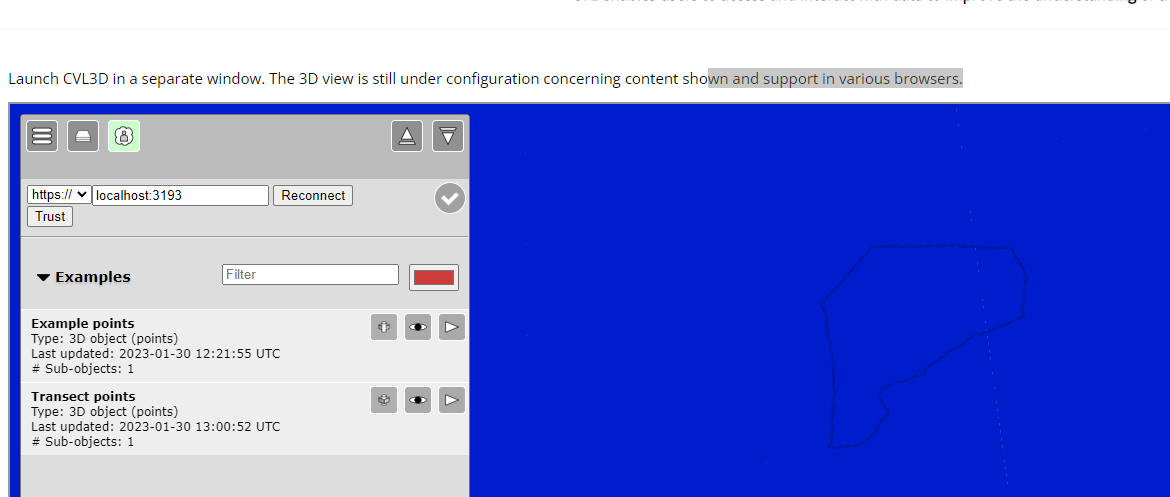 Launch CVL3D in a separate window. The 3D view is still under configuration concerning content shown and support in various browsers.
https:// localhost:3193 Reconnect
Trust
Examples Filter
Example points
Type: 3D object (points)
Last updated: 2023-01-30 12:21:55 UTC
# Sub-objects: 1
Transect points
Type: 3D object (points)
Last updated: 2023-01-30 13:00:52 UTC
# Sub-objects: 1